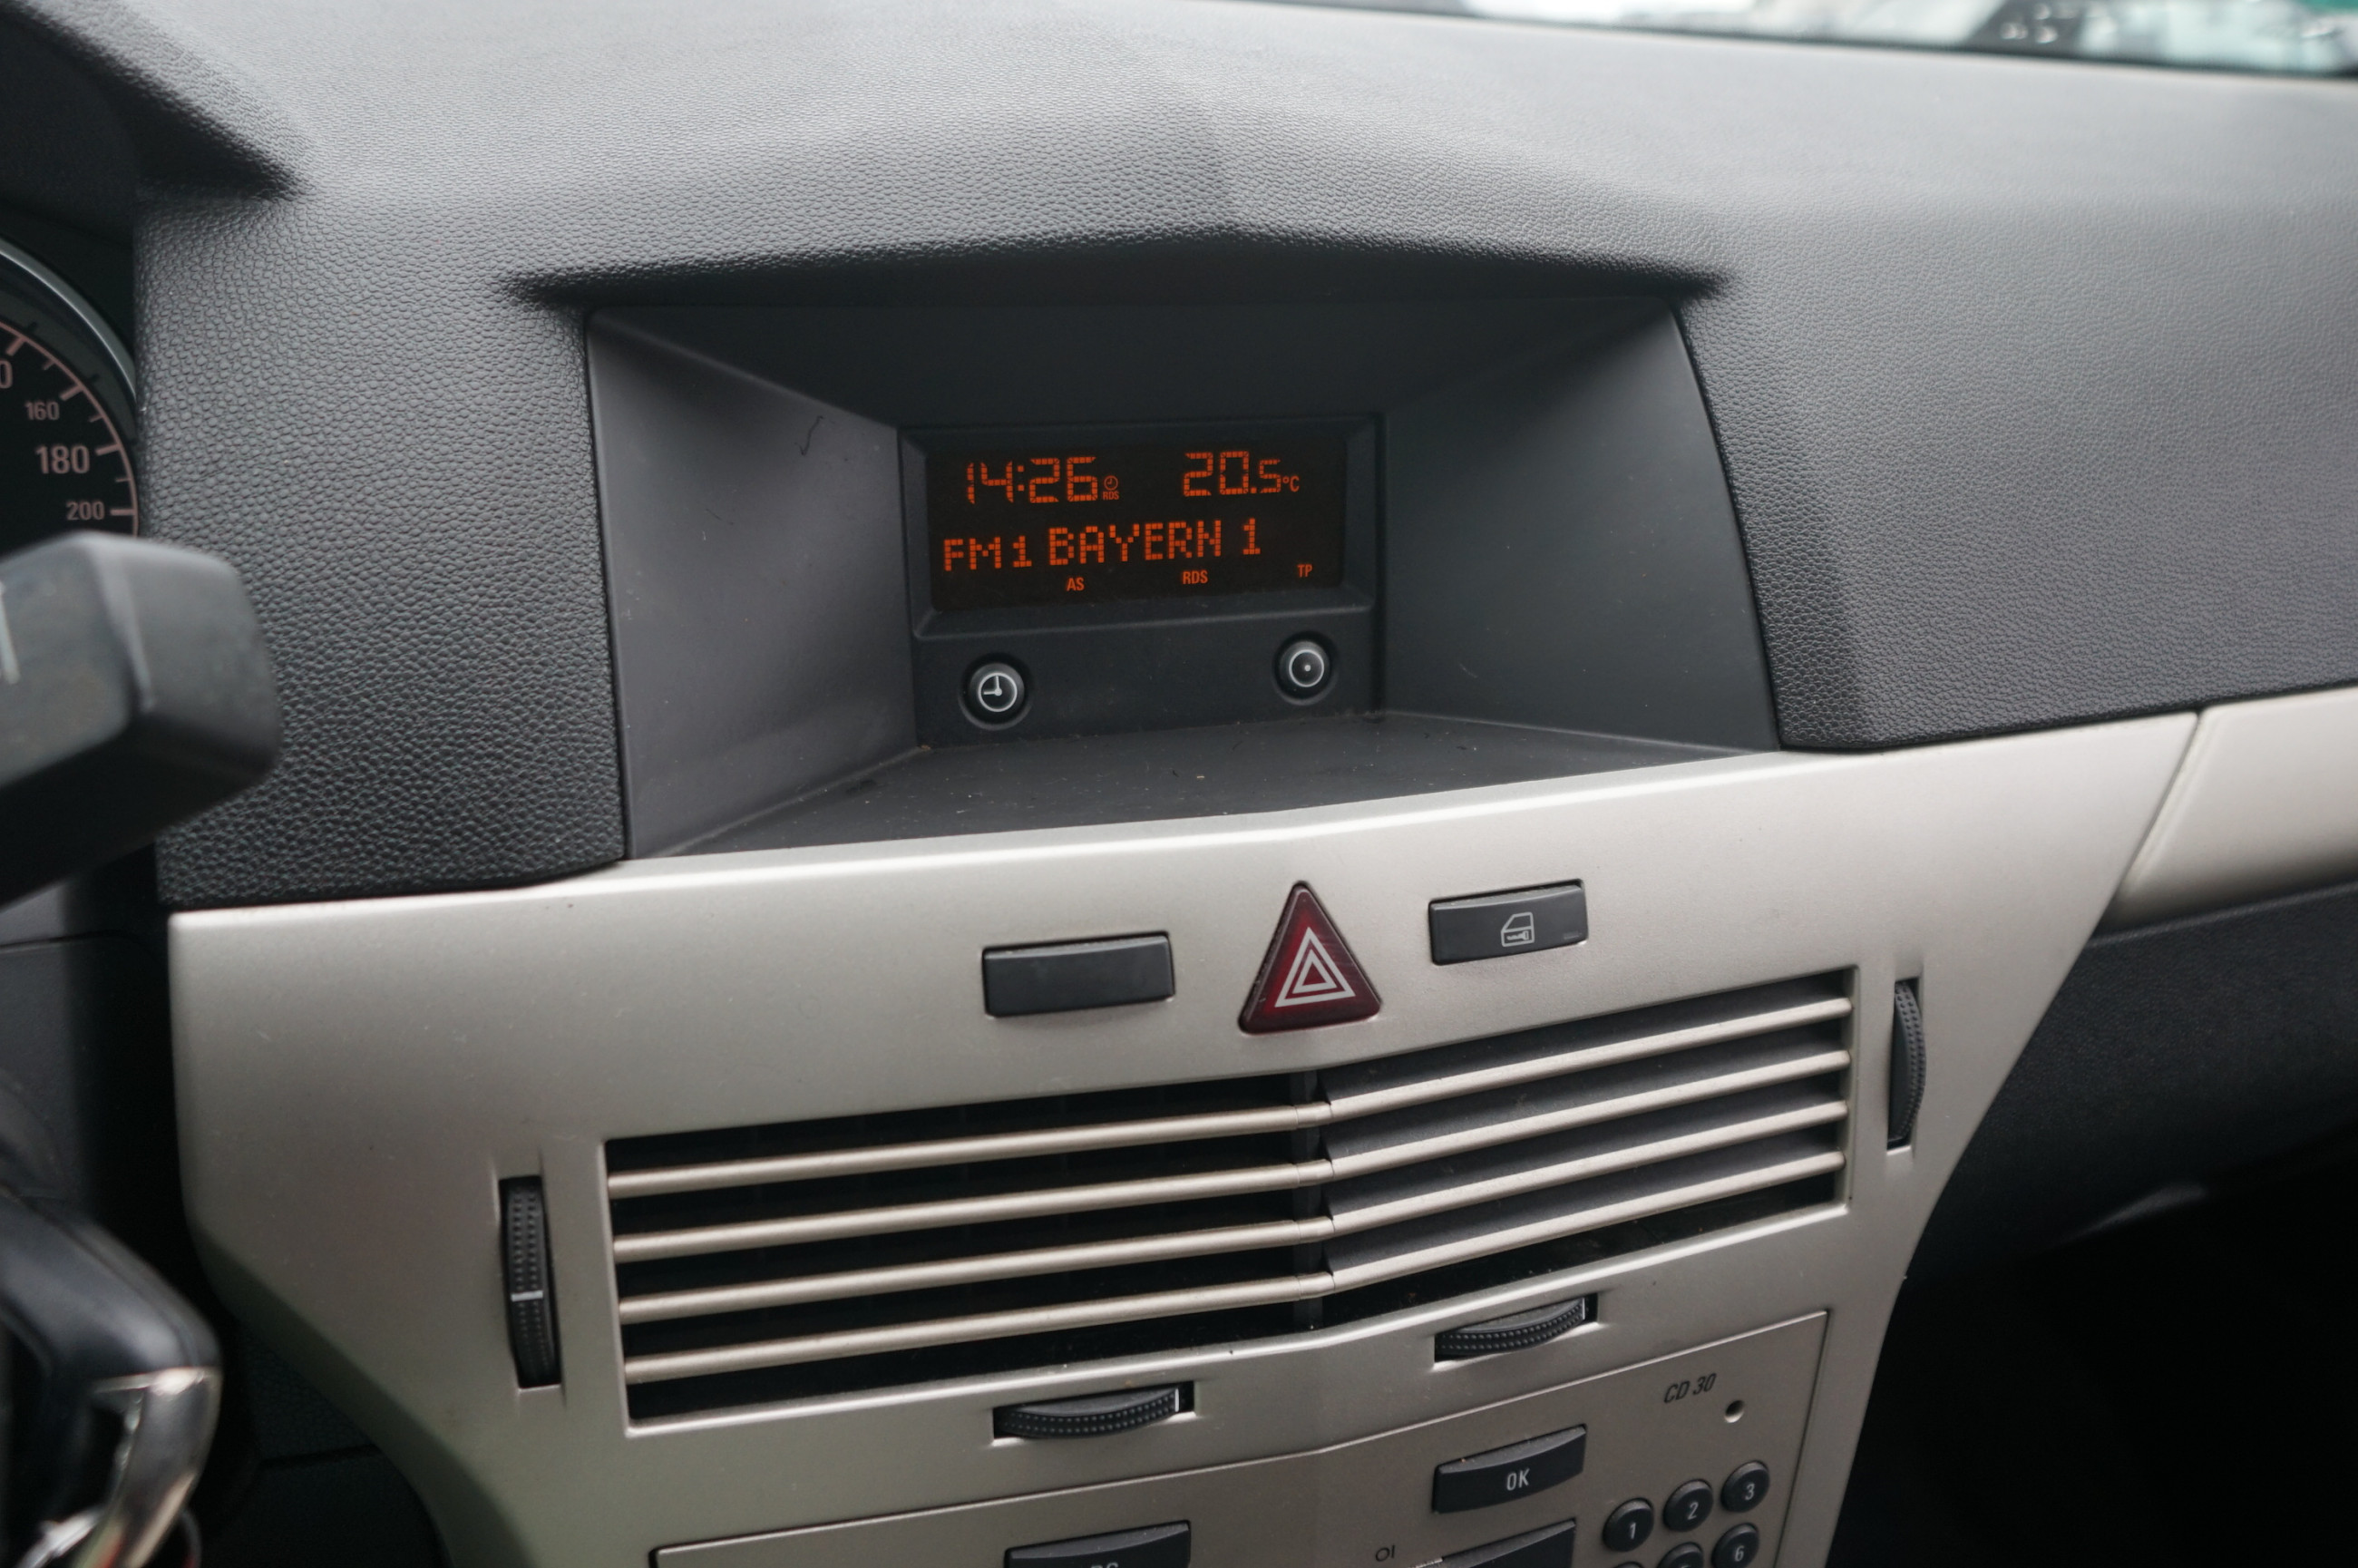 160
180
200
14:26 RDS 20.5°C
FM1 BAYERN 1
AS RDS TP
CD 30
OK
1 2 3
6